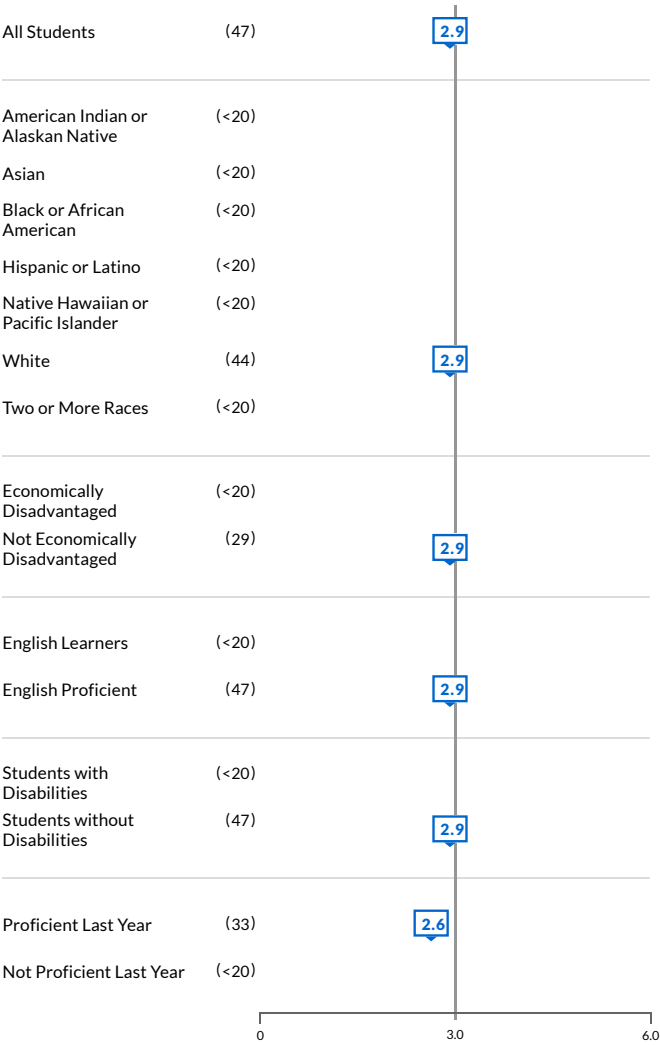 All Students (47) 2.9
American Indian or (<20)
Alaskan Native
Asian (<20)
Black or African (<20)
American
Hispanic or Latino (<20)
Native Hawaiian or (<20)
Pacific Islander
White (44) 2.9
Two or More Races (<20)
Economically (<20)
Disadvantaged
Not Economically (29) 2.9
Disadvantaged
English Learners (<20)
English Proficient (47) 2.9
Students with (<20)
Disabilities
Students without (47) 2.9
Disabilities
Proficient Last Year (33) 2.6
Not Proficient Last Year (<20)
0 3.0 6.0